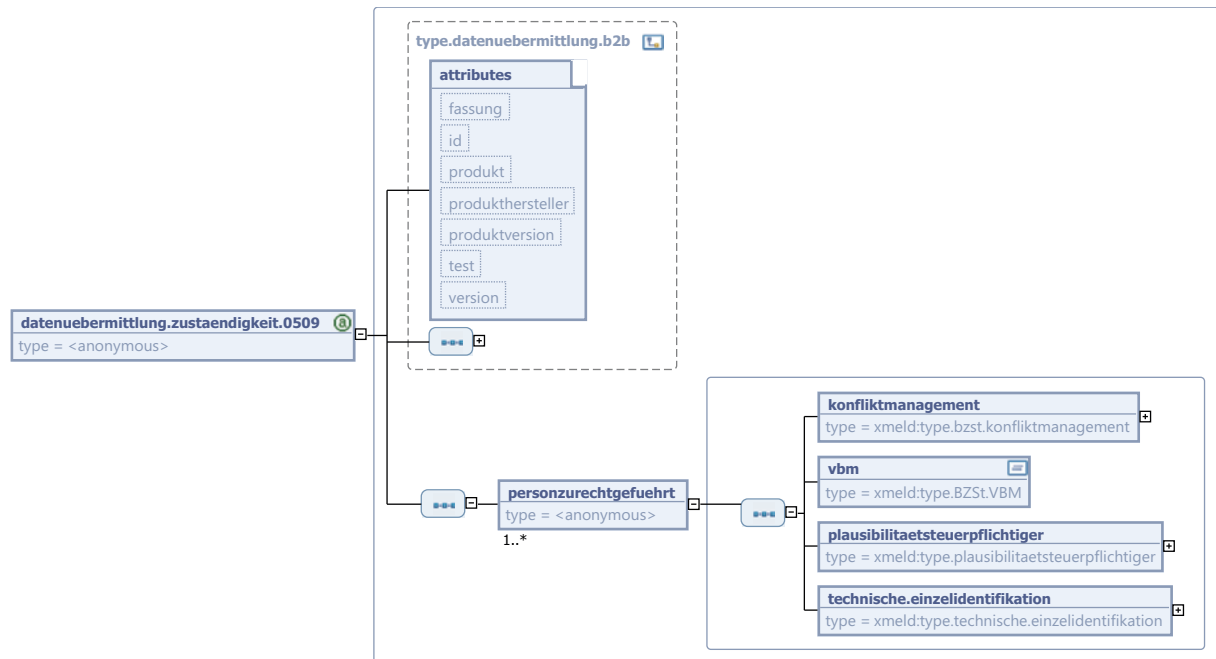 type.datenuebermittlung.b2b
attributes
fassung
id
produkt
produkthersteller
produktversion
test
version
datenuebermittlung.zustaendigkeit.0509
type = <anonymous>
personzurechtgefuehrt
type = <anonymous>
1..*
konfliktmanagement
type = xmeld:type.bzst.konfliktmanagement
vbm
type = xmeld:type.BZSt.VBM
plausibilitaetsteuerpflichtiger
type = xmeld:type.plausibilitaetsteuerpflichtiger
technische.einzelidentifikation
type = xmeld:type.technische.einzelidentifikation